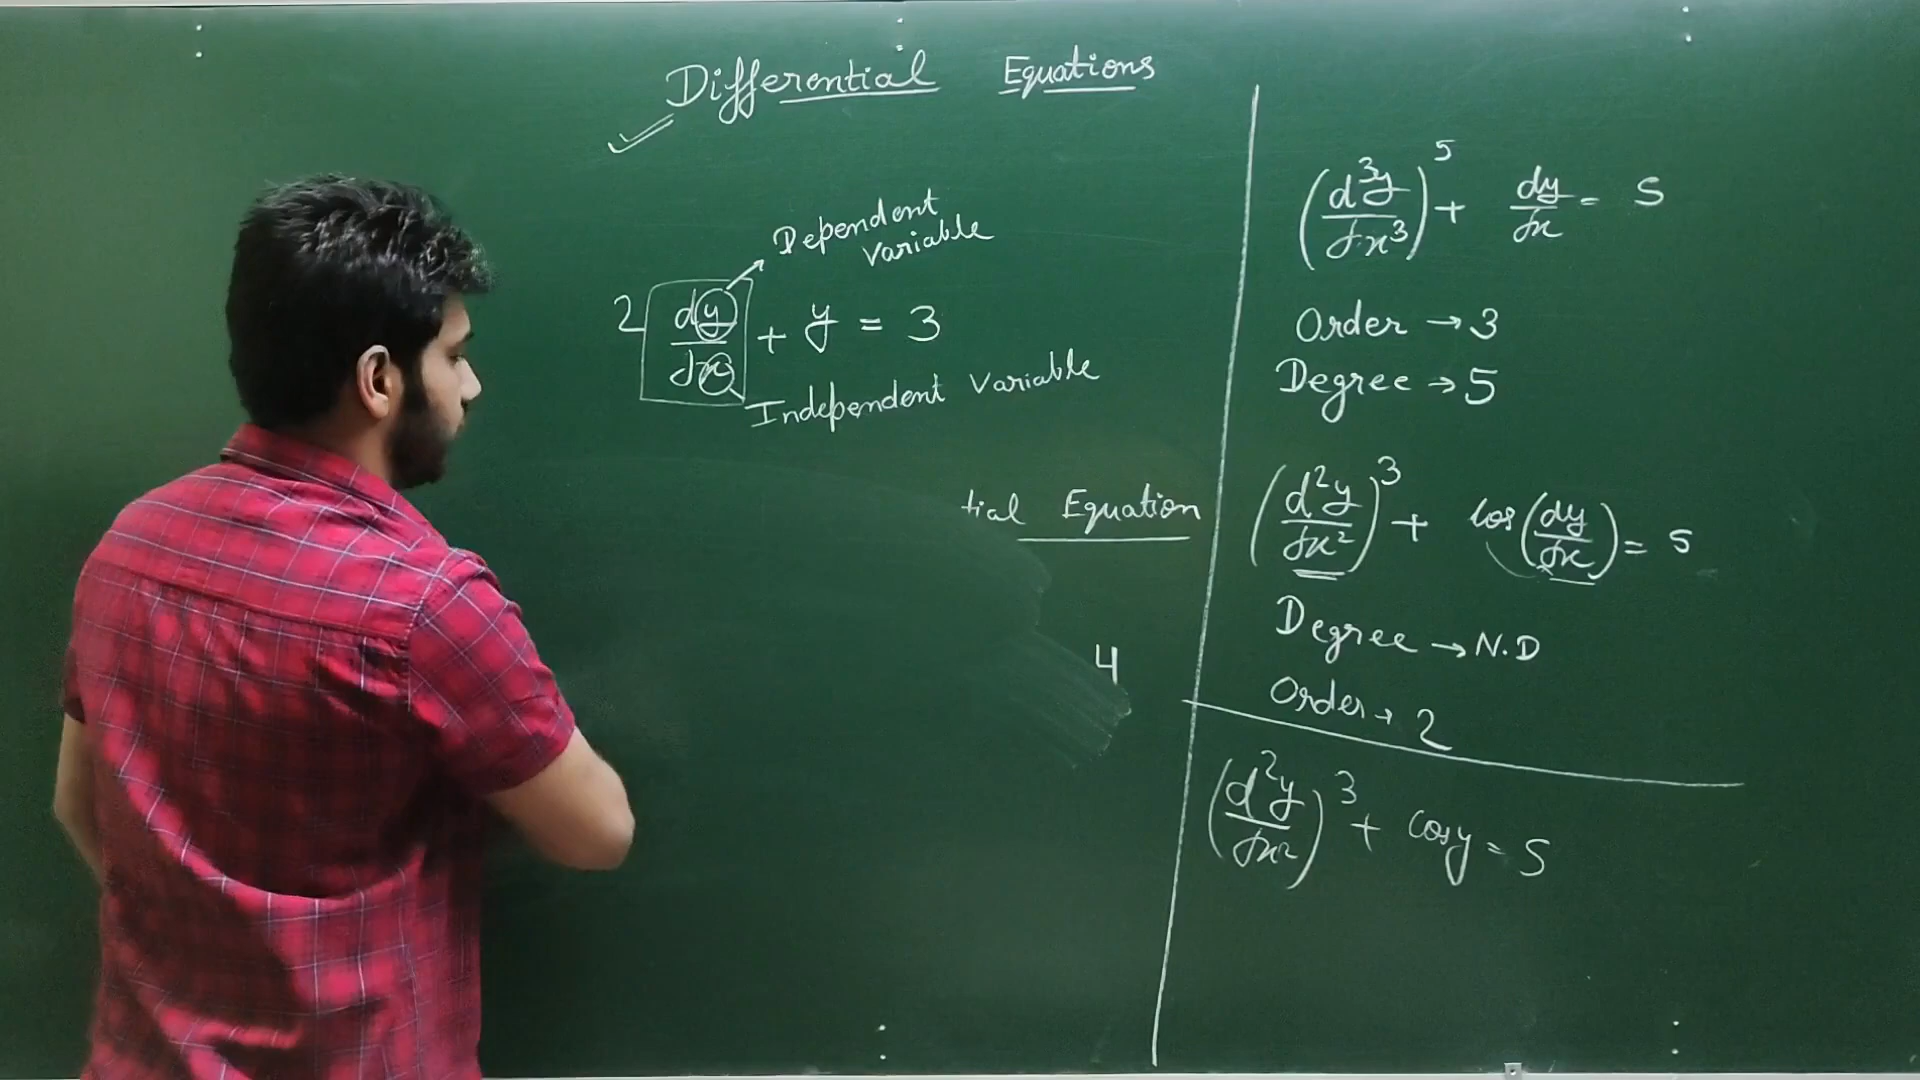 Differential Equations
Dependent
Variable
2 dy/dx + y = 3
Independent Variable
tial Equation
4
(d³y/dx³)⁵ + dy/dx = 5
Order → 3
Degree → 5
(d²y/dx²)³ + cos(dy/dx) = 5
Degree → N.D
Order → 2
(d²y/dx²)³ + cosy = 5